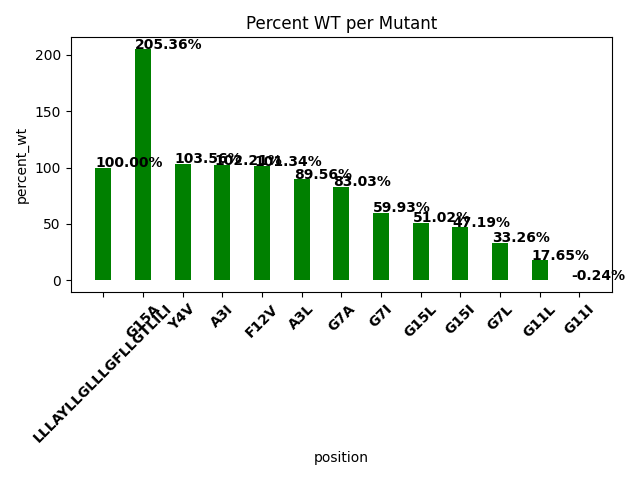 Percent WT per Mutant
percent_wt
200
150
100
50
0
100.00%
205.36%
103.56%
102.21%
101.34%
89.56%
83.03%
59.93%
51.02%
47.19%
33.26%
17.65%
-0.24%
LLLAYLLGLLLGFLLGTLILI
G15A
Y4V
A3I
F12V
A3L
G7A
G7I
G15L
G15I
G7L
G11L
G11I
position